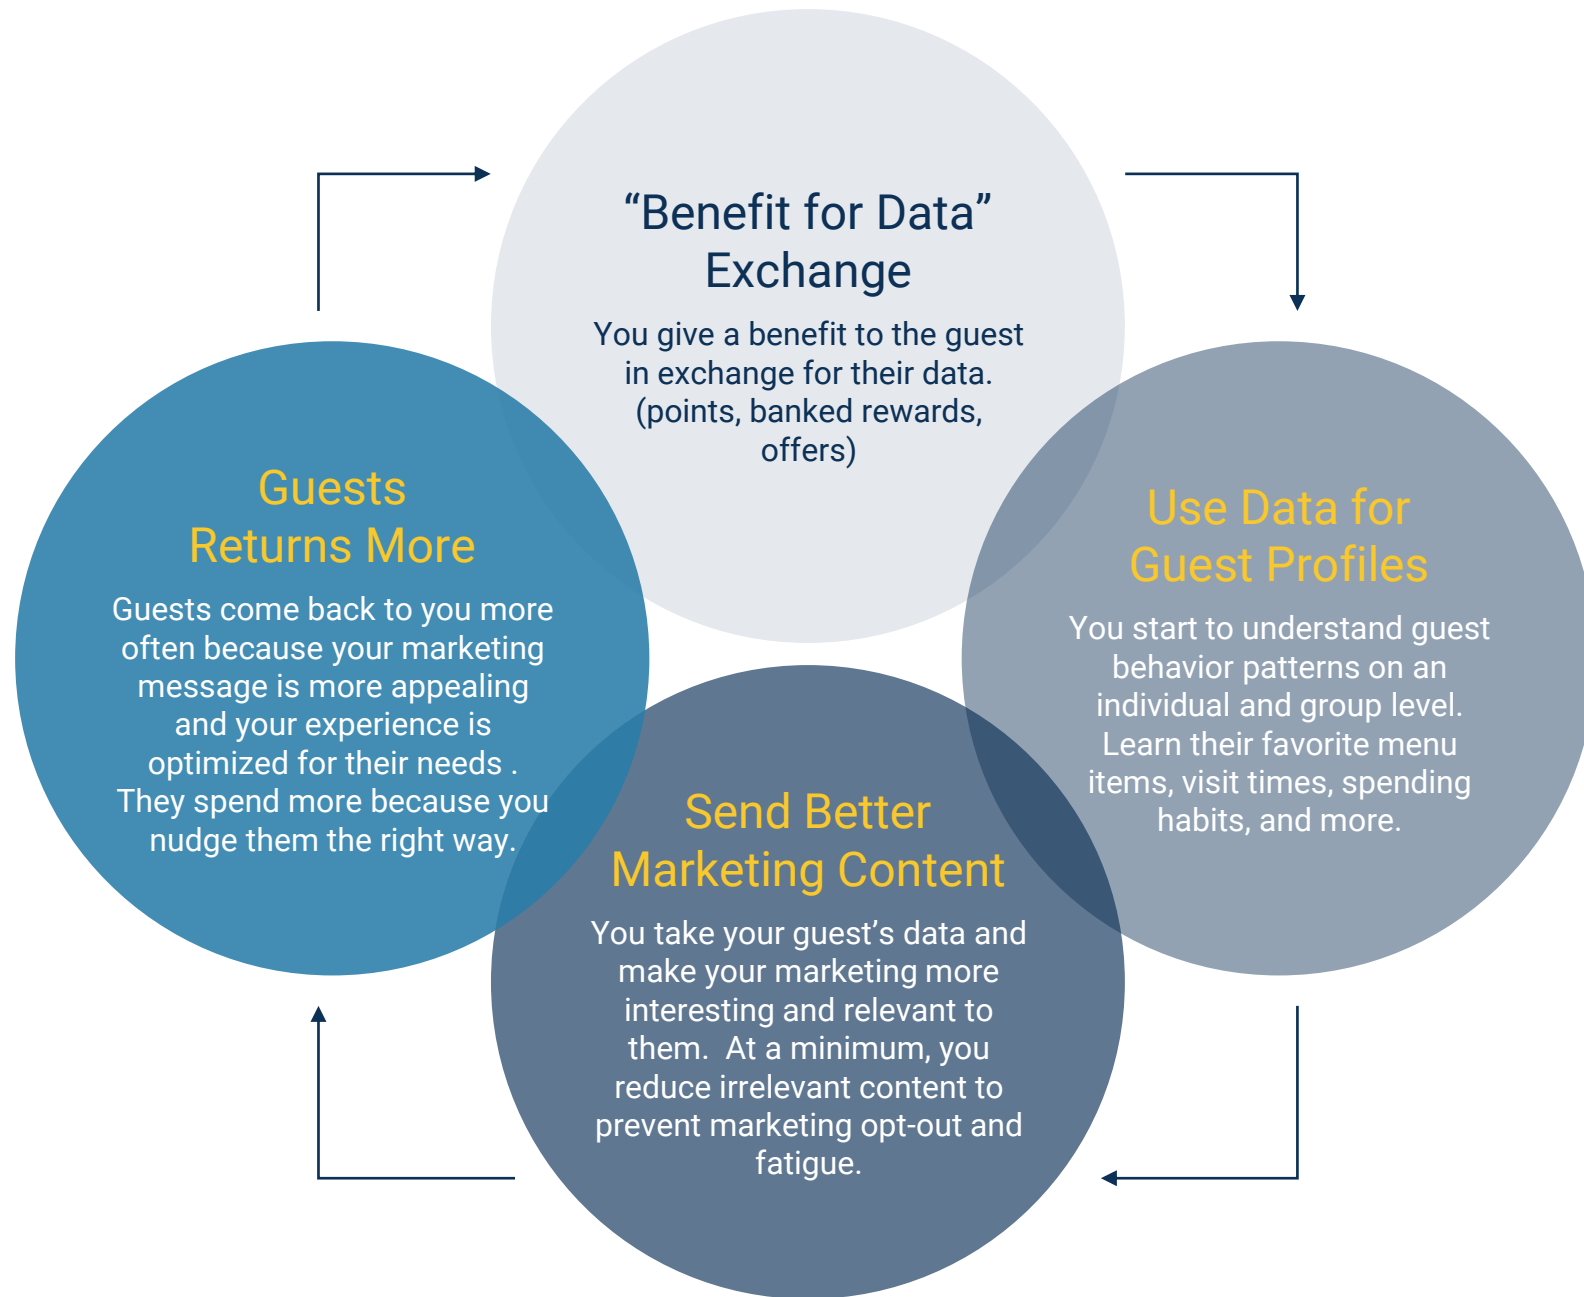 “Benefit for Data”
Exchange
You give a benefit to the guest
in exchange for their data.
(points, banked rewards,
offers)
Use Data for
Guest Profiles
You start to understand guest
behavior patterns on an
individual and group level.
Learn their favorite menu
items, visit times, spending
habits, and more.
Send Better
Marketing Content
You take your guest’s data and
make your marketing more
interesting and relevant to
them.  At a minimum, you
reduce irrelevant content to
prevent marketing opt-out and
fatigue.
Guests
Returns More
Guests come back to you more
often because your marketing
message is more appealing
and your experience is
optimized for their needs .
They spend more because you
nudge them the right way.